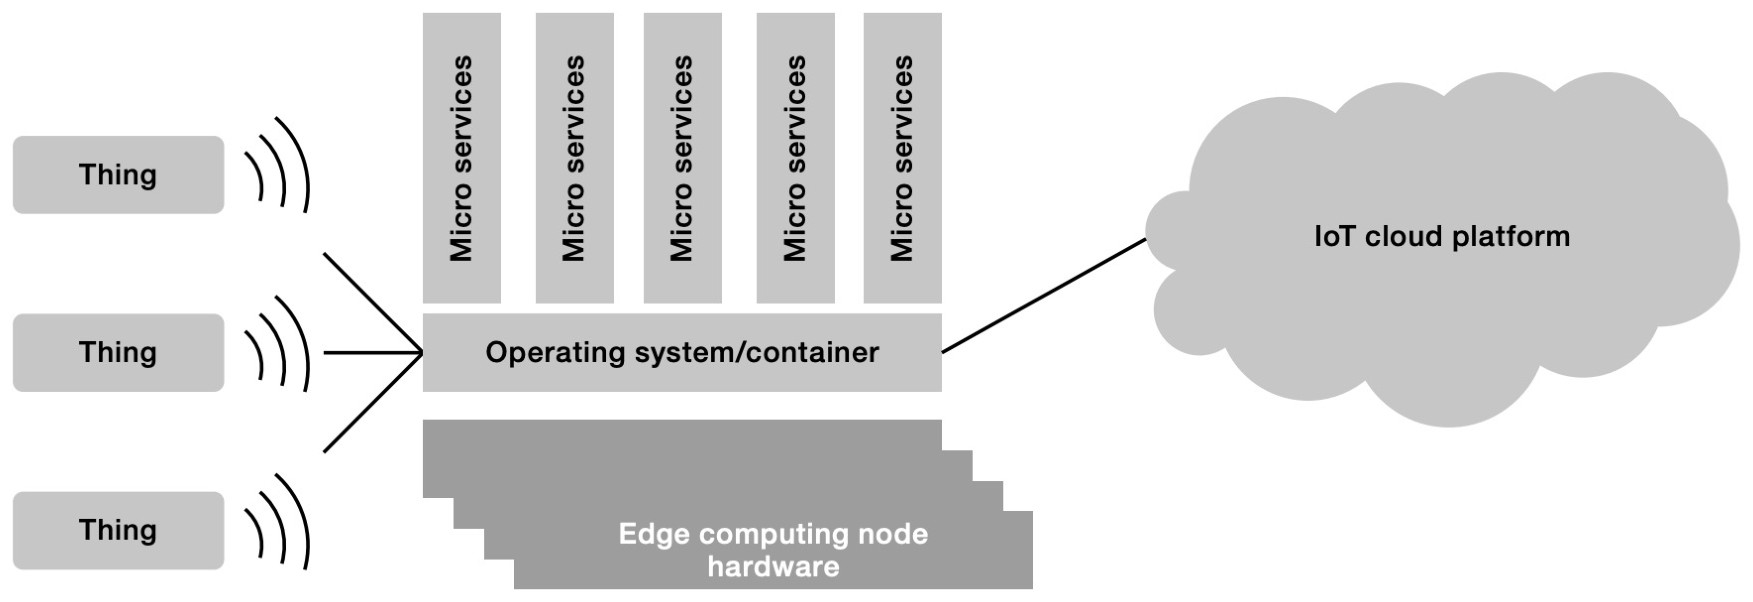 Thing
Thing
Thing
Micro services
Micro services
Micro services
Micro services
Micro services
Operating system/container
Edge computing node
hardware
IoT cloud platform